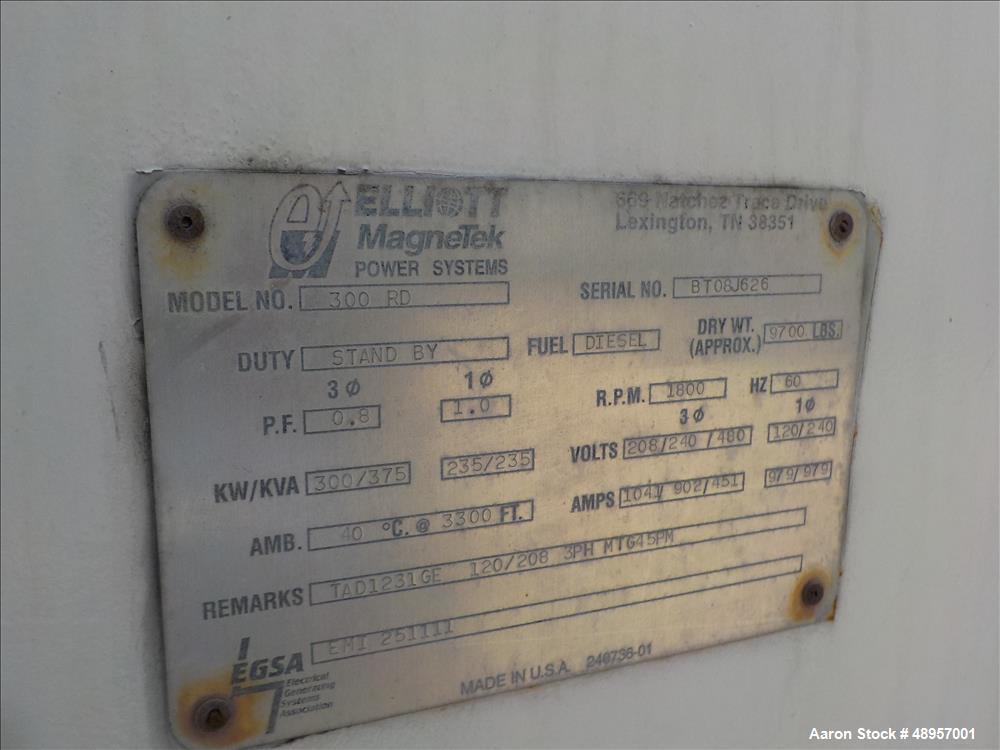 ELLIOTT
MagneTek
POWER SYSTEMS
669 Natchez Trace Drive
Lexington, TN 38351
MODEL NO. 300 RD
SERIAL NO. BT08J626
DUTY STAND BY FUEL DIESEL DRY WT. (APPROX.) 9700 LBS.
3Ø 1Ø
P.F. 0.8 1.0
R.P.M. 1800 HZ 60
3Ø 1Ø
KW/KVA 300/375 235/235
VOLTS 208/240/480 120/240
AMB. 40 °C. @ 3300 FT.
AMPS 1041/902/451 979/979
REMARKS TAD1231GE 120/208 3PH MTG45PM
EMI 251111
EGSA
Electrical
Generating
Systems
Association
MADE IN U.S.A. 240736-01
Aaron Stock # 48957001